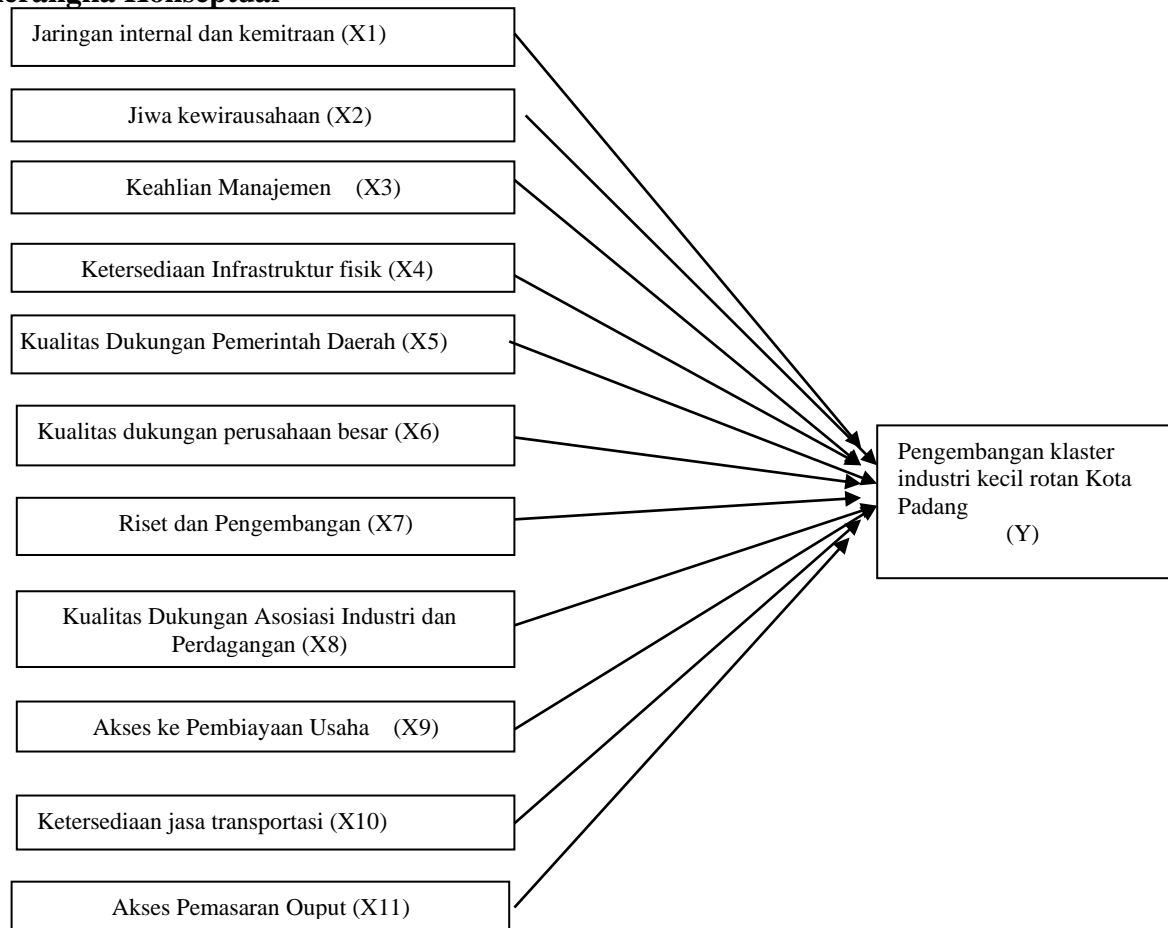 Konseptual
Jaringan internal dan kemitraan (X1)
Jiwa kewirausahaan (X2)
Keahlian Manajemen (X3)
Ketersediaan Infrastruktur fisik (X4)
Kualitas Dukungan Pemerintah Daerah (X5)
Kualitas dukungan perusahaan besar (X6)
Riset dan Pengembangan (X7)
Kualitas Dukungan Asosiasi Industri dan
Perdagangan (X8)
Akses ke Pembiayaan Usaha (X9)
Ketersediaan jasa transportasi (X10)
Akses Pemasaran Ouput (X11)
Pengembangan klaster
industri kecil rotan Kota
Padang
(Y)